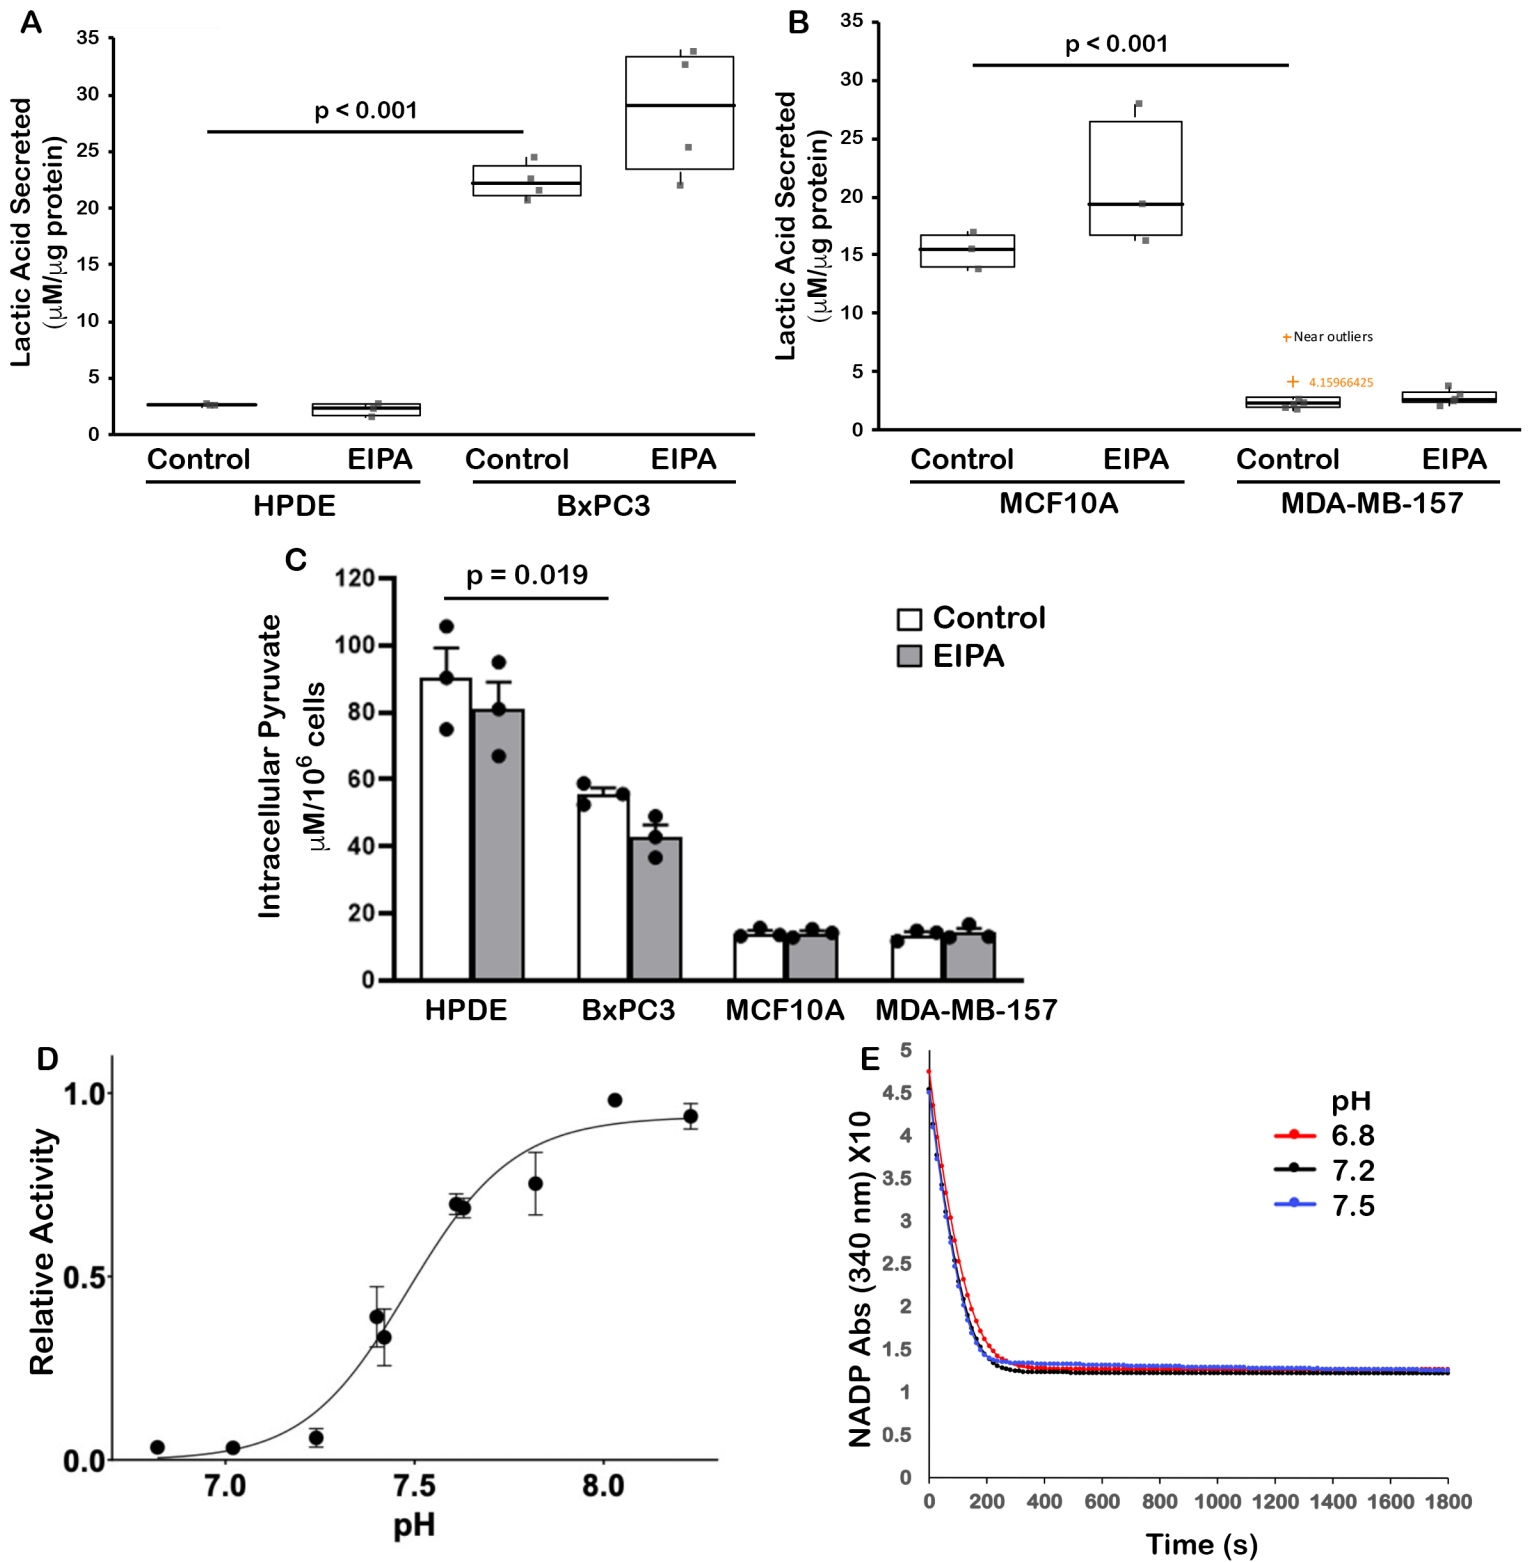 A
35
30
25
20
15
10
5
0
Lactic Acid Secreted
(μM/μg protein)
p < 0.001
Control
EIPA
Control
EIPA
HPDE
BxPC3
B
35
30
25
20
15
10
5
0
Lactic Acid Secreted
(μM/μg protein)
p < 0.001
Near outliers
4.15966425
Control
EIPA
Control
EIPA
MCF10A
MDA-MB-157
C
120
100
80
60
40
20
0
Intracellular Pyruvate
μM/10⁶ cells
p = 0.019
Control
EIPA
HPDE
BxPC3
MCF10A
MDA-MB-157
D
1.0
0.5
0.0
Relative Activity
7.0
7.5
8.0
pH
E
5
4.5
4
3.5
3
2.5
2
1.5
1
0.5
0
NADP Abs (340 nm) X10
pH
6.8
7.2
7.5
0 200 400 600 800 1000 1200 1400 1600 1800
Time (s)